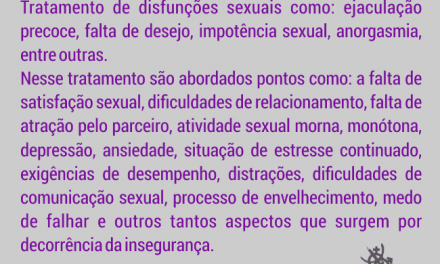 Tratamento de disfunções sexuais como: ejaculação
precoce, falta de desejo, impotência sexual, anorgasmia,
entre outras.
Nesse tratamento são abordados pontos como: a falta de
satisfação sexual, dificuldades de relacionamento, falta de
atração pelo parceiro, atividade sexual morna, monótona,
depressão, ansiedade, situação de estresse continuado,
exigências de desempenho, distrações, dificuldades de
comunicação sexual, processo de envelhecimento, medo
de falhar e outros tantos aspectos que surgem por
decorrência da insegurança.